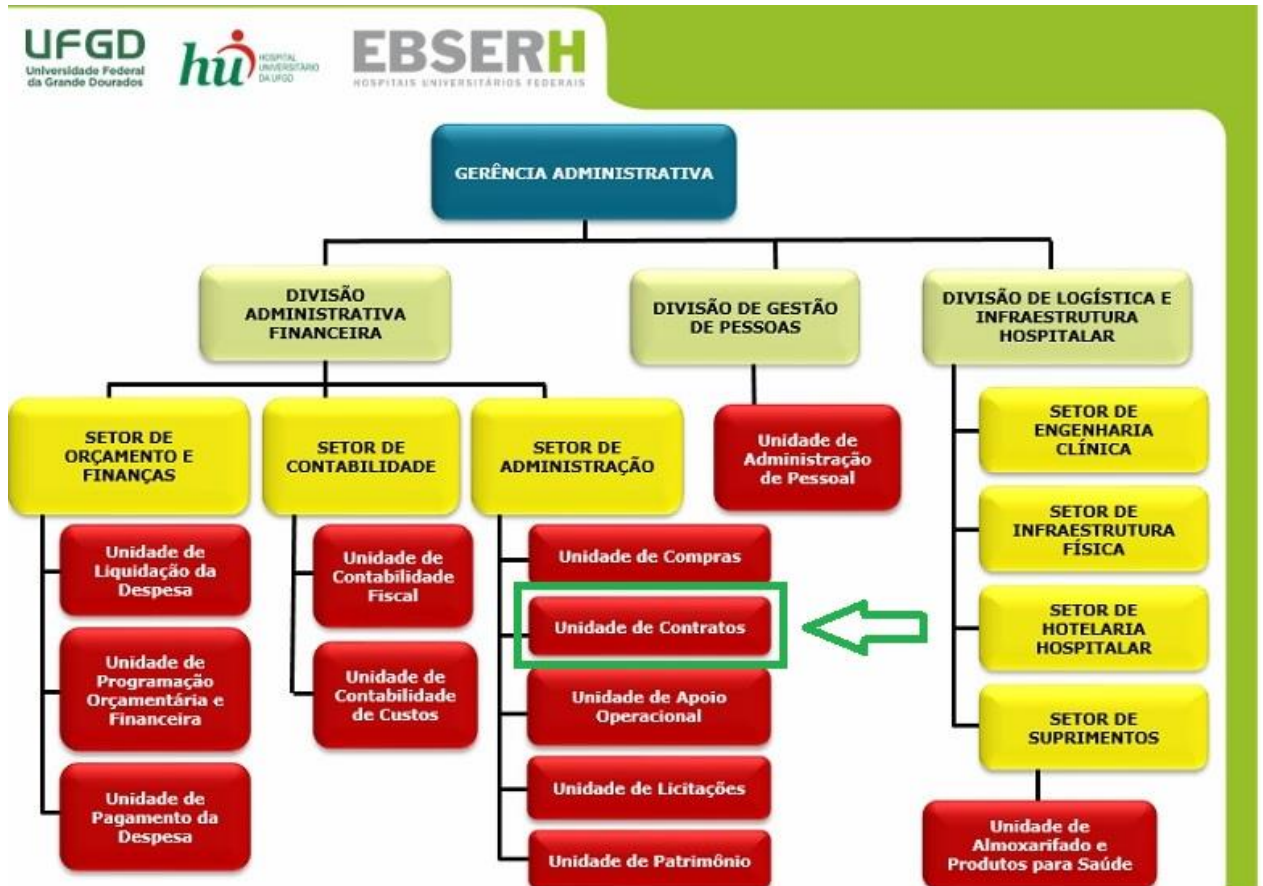 UFGD
Universidade Federal
da Grande Dourados
hu
HOSPITAL
UNIVERSITÁRIO
DA UFGD
EBSERH
HOSPITAIS UNIVERSITÁRIOS FEDERAIS
GERÊNCIA ADMINISTRATIVA
DIVISÃO
ADMINISTRATIVA
FINANCEIRA
DIVISÃO DE GESTÃO
DE PESSOAS
DIVISÃO DE LOGÍSTICA E
INFRAESTRUTURA
HOSPITALAR
SETOR DE
ORÇAMENTO E
FINANÇAS
SETOR DE
CONTABILIDADE
SETOR DE
ADMINISTRAÇÃO
Unidade de
Administração
de Pessoal
SETOR DE
ENGENHARIA
CLÍNICA
SETOR DE
INFRAESTRUTURA
FÍSICA
SETOR DE
HOTELARIA
HOSPITALAR
SETOR DE
SUPRIMENTOS
Unidade de
Liquidação da
Despesa
Unidade de
Programação
Orçamentária e
Financeira
Unidade de
Pagamento da
Despesa
Unidade de
Contabilidade
Fiscal
Unidade de
Contabilidade
de Custos
Unidade de Compras
Unidade de Contratos
Unidade de Apoio
Operacional
Unidade de Licitações
Unidade de Patrimônio
Unidade de
Almoxarifado e
Produtos para Saúde